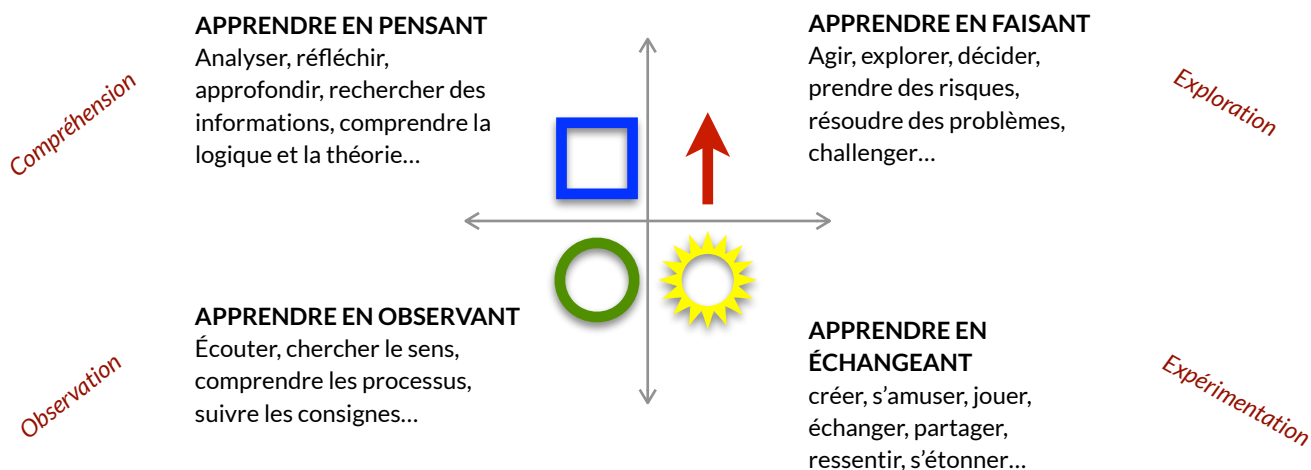 APPRENDRE EN PENSANT
Analyser, réfléchir,
approfondir, rechercher des
informations, comprendre la
logique et la théorie…
Compréhension
APPRENDRE EN FAISANT
Agir, explorer, décider,
prendre des risques,
résoudre des problèmes,
challenger…
Exploration
APPRENDRE EN OBSERVANT
Écouter, chercher le sens,
comprendre les processus,
suivre les consignes…
Observation
APPRENDRE EN
ÉCHANGEANT
créer, s’amuser, jouer,
échanger, partager,
ressentir, s’étonner…
Expérimentation